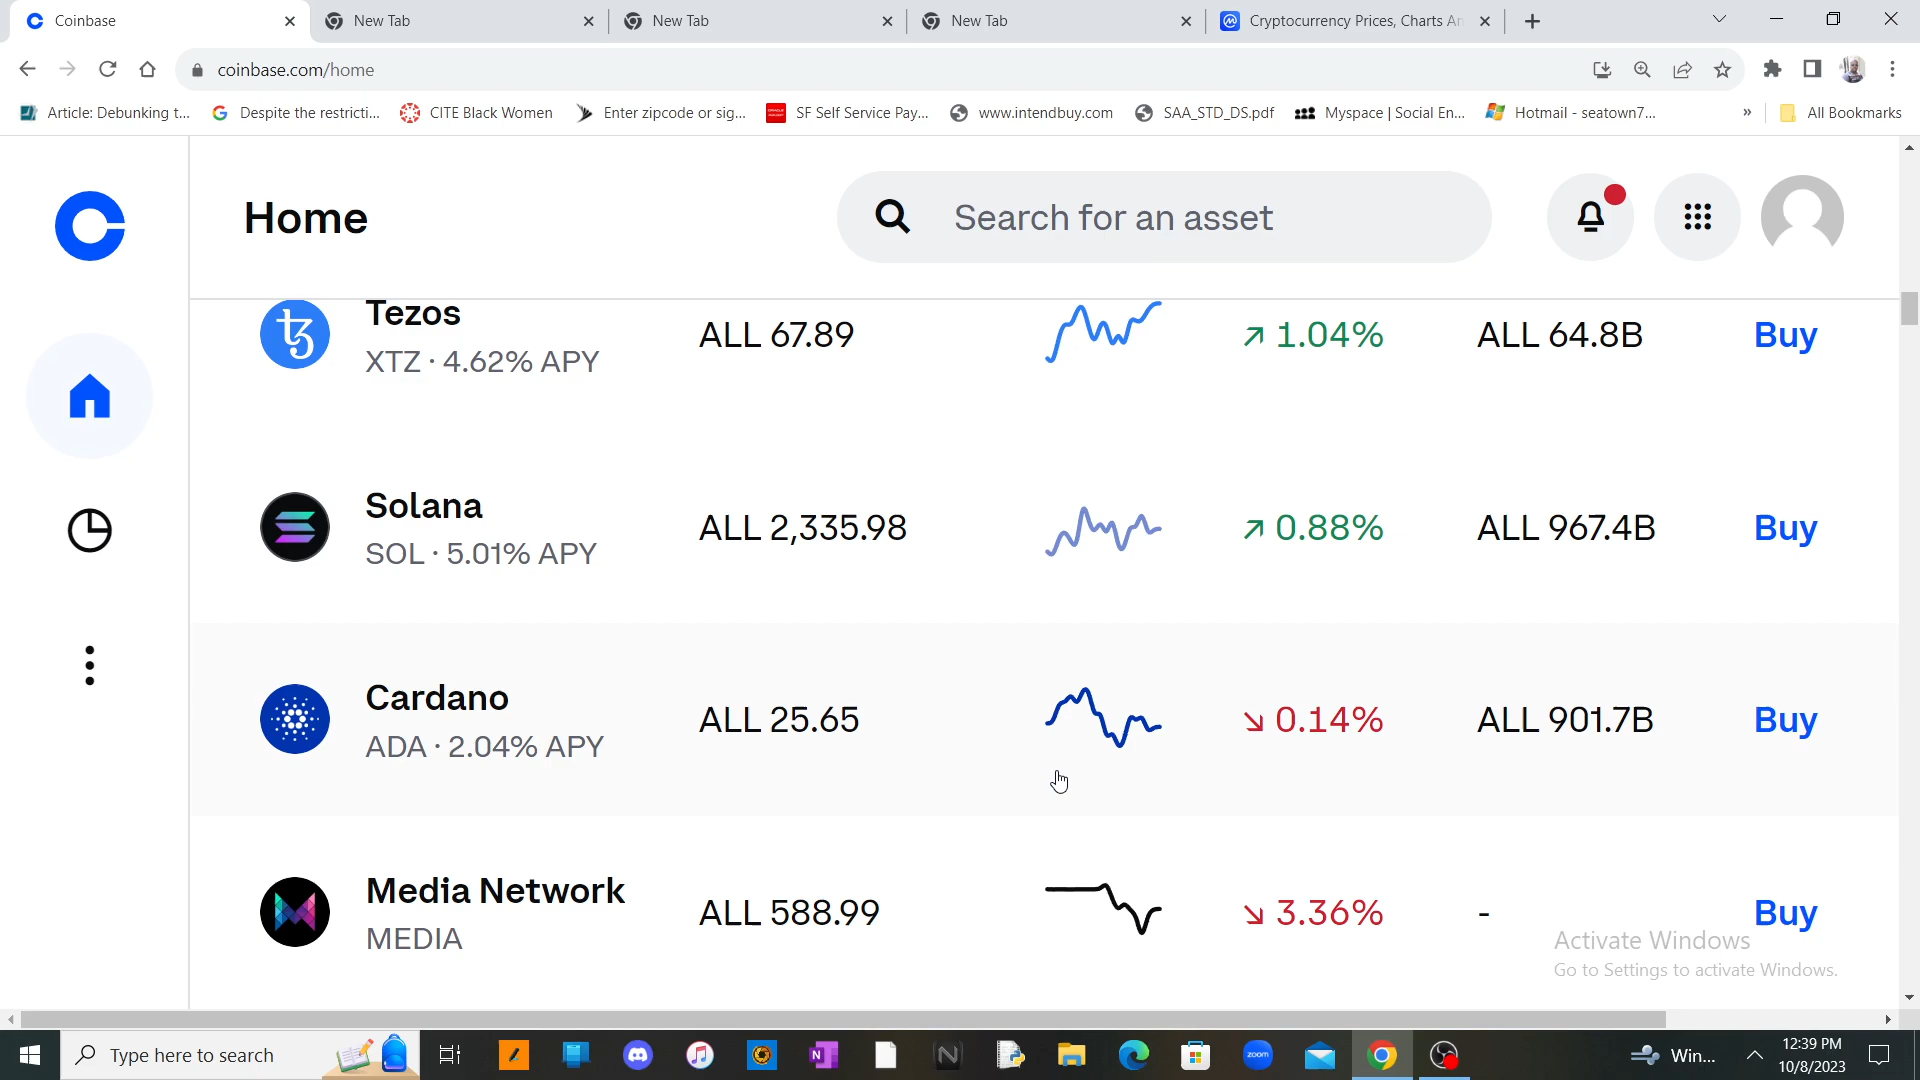 Coinbase
New Tab
New Tab
New Tab
Cryptocurrency Prices, Charts An
coinbase.com/home
Article: Debunking t...
Despite the restricti...
CITE Black Women
Enter zipcode or sig...
SF Self Service Pay...
www.intendbuy.com
SAA_STD_DS.pdf
Myspace | Social En...
Hotmail - seatown7...
»
All Bookmarks
Home
Search for an asset
Tezos
XTZ · 4.62% APY
ALL 67.89
↗ 1.04%
ALL 64.8B
Buy
Solana
SOL · 5.01% APY
ALL 2,335.98
↗ 0.88%
ALL 967.4B
Buy
Cardano
ADA · 2.04% APY
ALL 25.65
↘ 0.14%
ALL 901.7B
Buy
Media Network
MEDIA
ALL 588.99
↘ 3.36%
-
Buy
Activate Windows
Go to Settings to activate Windows.
Type here to search
zoom
Win...
12:39 PM
10/8/2023